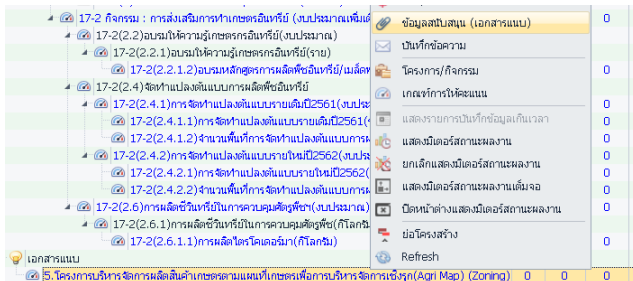 17-2 กิจกรรม : การส่งเสริมการทำเกษตรอินทรีย์ (งบประมาณเพิ่มเติ
17-2(2.2)อบรมให้ความรู้เกษตรกรอินทรีย์(งบประมาณ)
17-2(2.2.1)อบรมให้ความรู้เกษตรกรอินทรีย์(ราย)
17-2(2.2.1.2)อบรมหลักสูตรการผลิตพืชอินทรีย์/เมล็ดพ
17-2(2.4)จัดทำแปลงต้นแบบการผลิตพืชอินทรีย์
17-2(2.4.1)การจัดทำแปลงต้นแบบรายเดิมปี2561(งบประ
17-2(2.4.1.1)การจัดทำแปลงต้นแบบรายเดิมปี2561(
17-2(2.4.1.2)จำนวนพื้นที่การจัดทำแปลงต้นแบบการผ
17-2(2.4.2)การจัดทำแปลงต้นแบบรายใหม่ปี2562(งบประ
17-2(2.4.2.1)การจัดทำแปลงต้นแบบรายใหม่ปี2562(
17-2(2.4.2.2)จำนวนพื้นที่การจัดทำแปลงต้นแบบการผ
17-2(2.6)การผลิตชีวินทรีย์ในการควบคุมศัตรูพืชฯ(งบประมาณ)
17-2(2.6.1)การผลิตชีวินทรีย์ในการควบคุมศัตรูพืช(กิโลกรัม
17-2(2.6.1.1)การผลิตไตรโคเดอร์มา(กิโลกรัม)
เอกสารแนบ
5.โครงการบริหารจัดการผลิตสินค้าเกษตรตามแผนที่เกษตรเพื่อการบริหารจัดการเชิงรุก(Agri Map) (Zoning) 0 0 0
ข้อมูลสนับสนุน (เอกสารแนบ)
บันทึกข้อความ
โครงการ/กิจกรรม
เกณฑ์การให้คะแนน
แสดงรายการบันทึกข้อมูลเกินเวลา
แสดงมิเตอร์สถานะผลงาน
ยกเลิกแสดงมิเตอร์สถานะผลงาน
แสดงมิเตอร์สถานะผลงานเต็มจอ
ปิดหน้าต่างแสดงมิเตอร์สถานะผลงาน
ย่อโครงสร้าง
Refresh
0
0
0
0
0
0
0
0
0
0